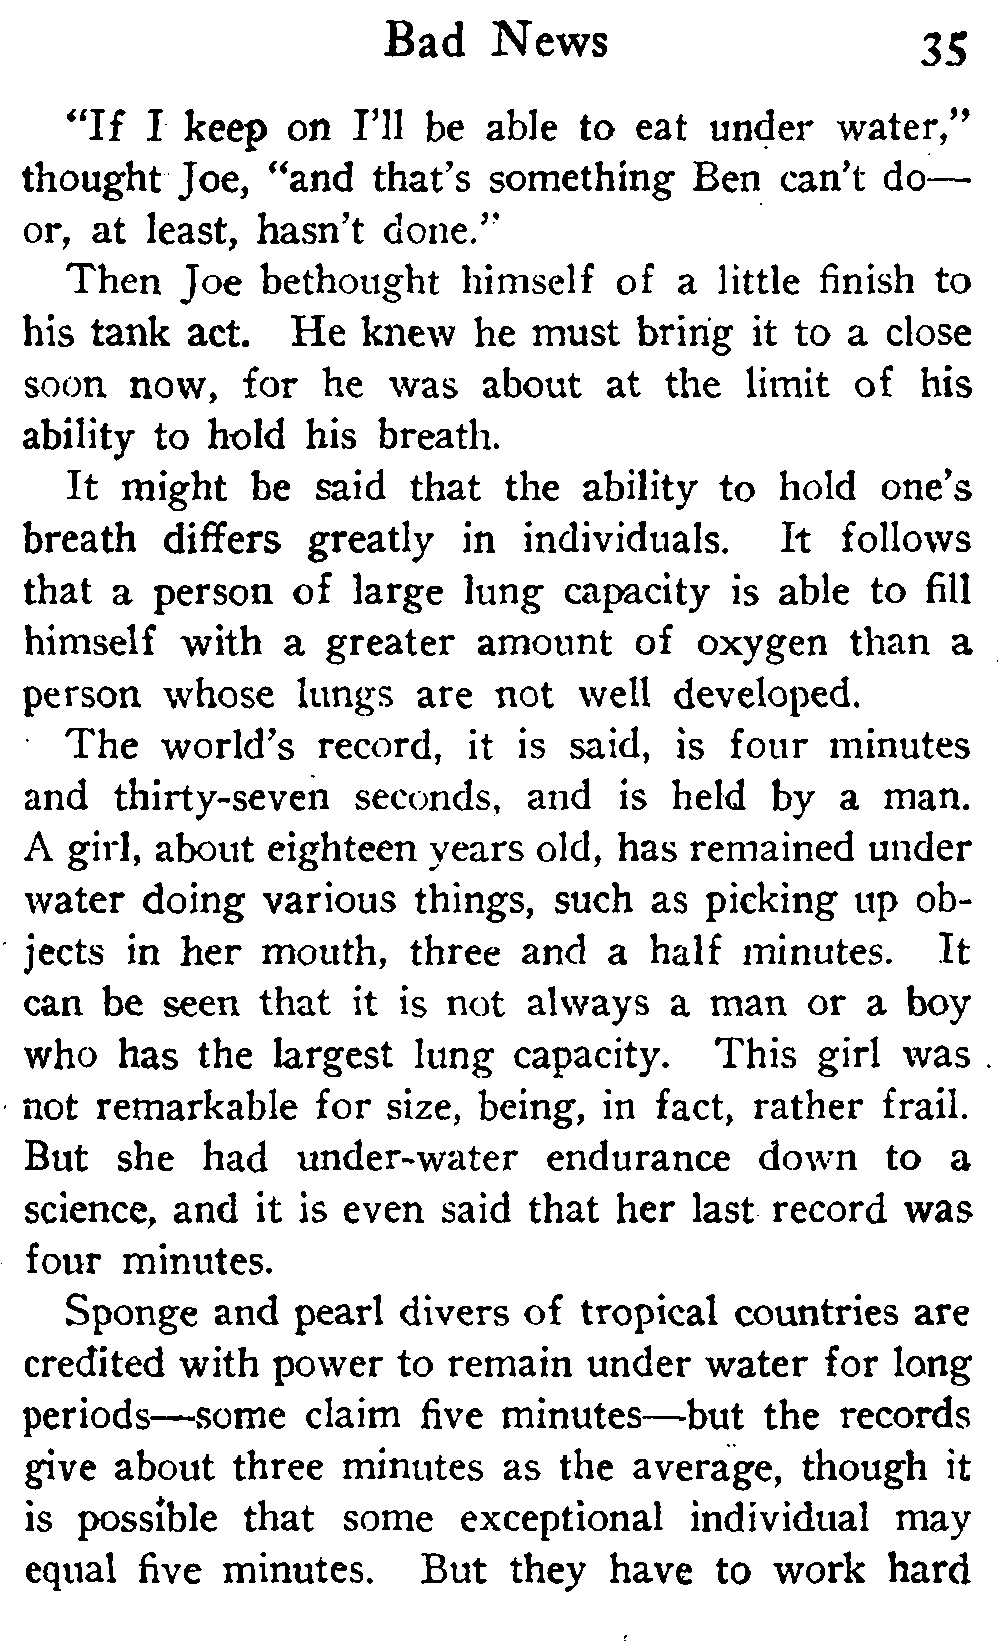 Bad News 35
"If I keep on I'll be able to eat under water,"
thought Joe, "and that's something Ben can't do—
or, at least, hasn't done."
Then Joe bethought himself of a little finish to
his tank act. He knew he must bring it to a close
soon now, for he was about at the limit of his
ability to hold his breath.
It might be said that the ability to hold one's
breath differs greatly in individuals. It follows
that a person of large lung capacity is able to fill
himself with a greater amount of oxygen than a
person whose lungs are not well developed.
The world's record, it is said, is four minutes
and thirty-seven seconds, and is held by a man.
A girl, about eighteen years old, has remained under
water doing various things, such as picking up ob-
jects in her mouth, three and a half minutes. It
can be seen that it is not always a man or a boy
who has the largest lung capacity. This girl was
not remarkable for size, being, in fact, rather frail.
But she had under-water endurance down to a
science, and it is even said that her last record was
four minutes.
Sponge and pearl divers of tropical countries are
credited with power to remain under water for long
periods—some claim five minutes—but the records
give about three minutes as the average, though it
is possible that some exceptional individual may
equal five minutes. But they have to work hard